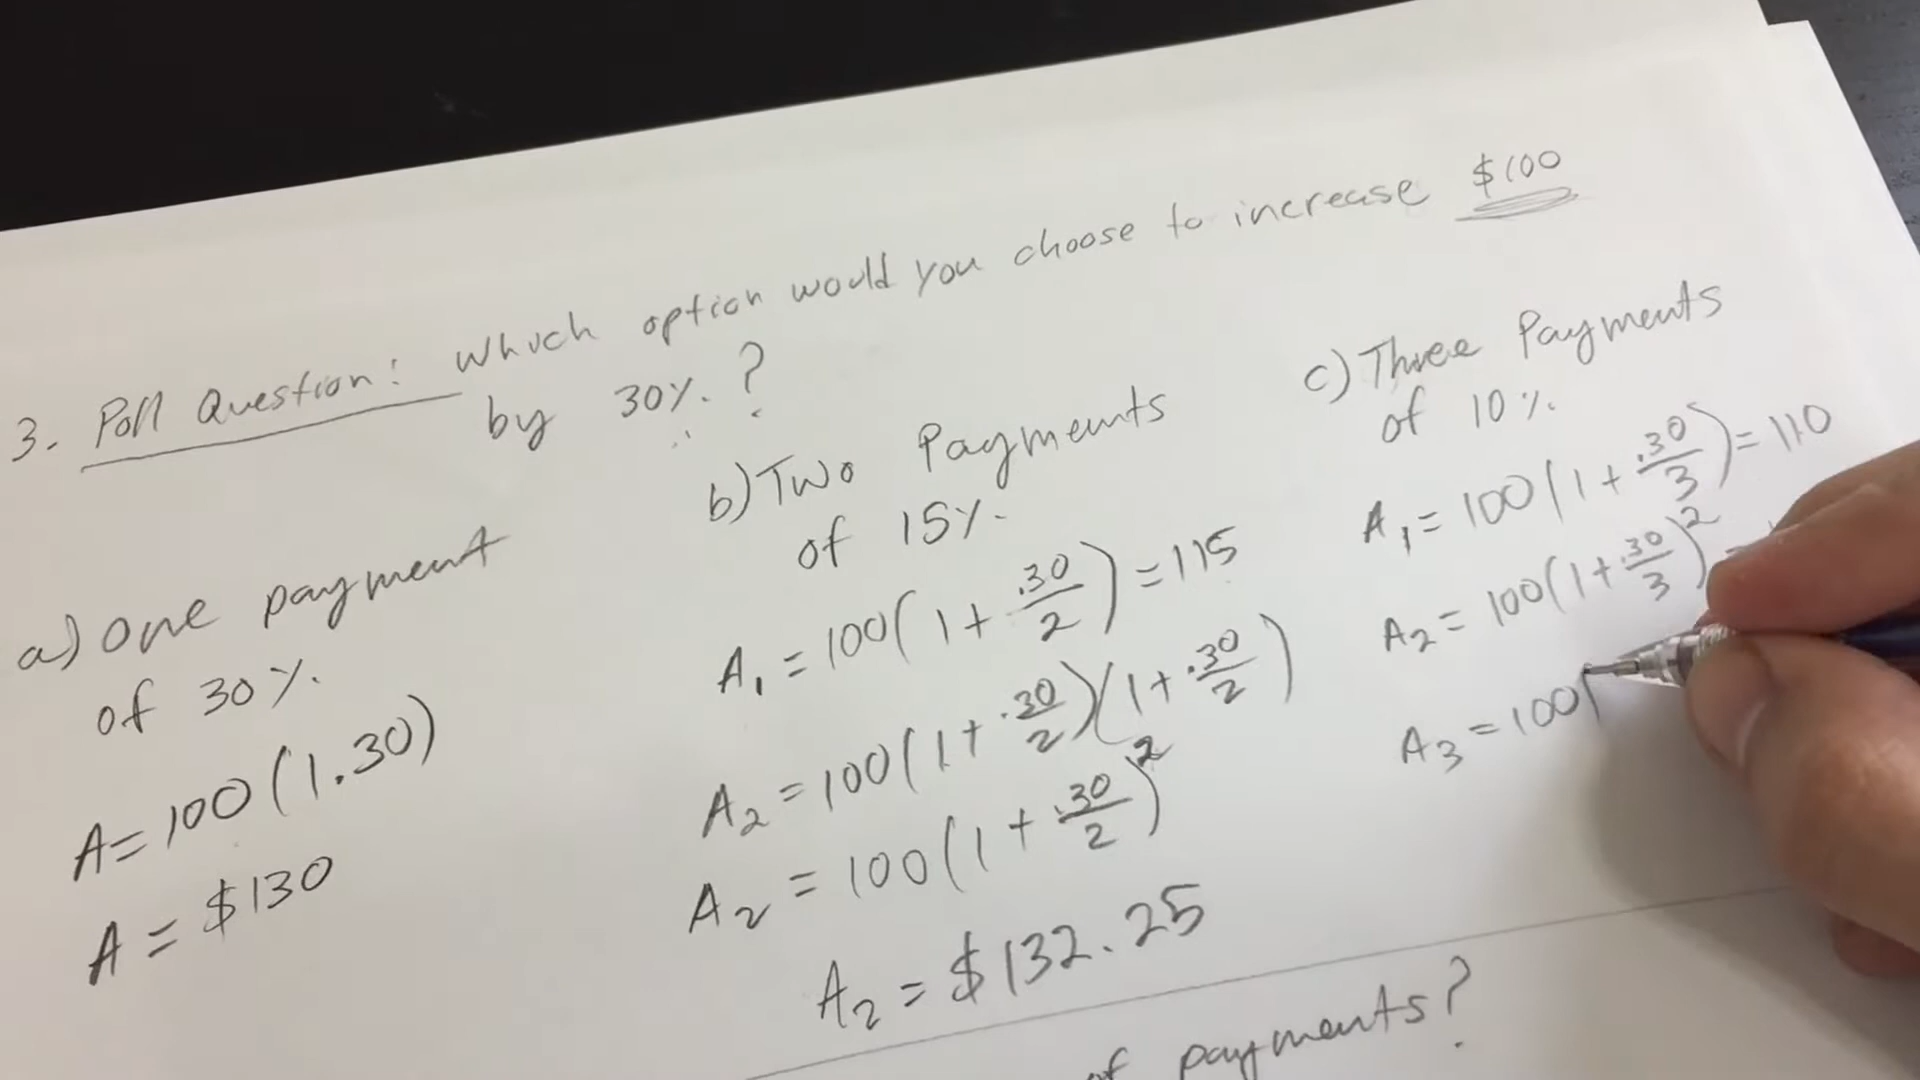 3. Poll Question: Which option would you choose to increase $100
by 30%.?
a) One payment
of 30%.
A=100(1.30)
A = $130
b) Two Payments
of 15%.
A₁ = 100(1 + .30/2) = 115
A₂ = 100(1 + .30/2)(1 + .30/2)
A₂ = 100(1 + .30/2)²
A₂ = $132.25
c) Three Payments
of 10%.
A₁ = 100(1 + .30/3) = 110
A₂ = 100(1 + .30/3)²
A₃ = 100(
of payments?